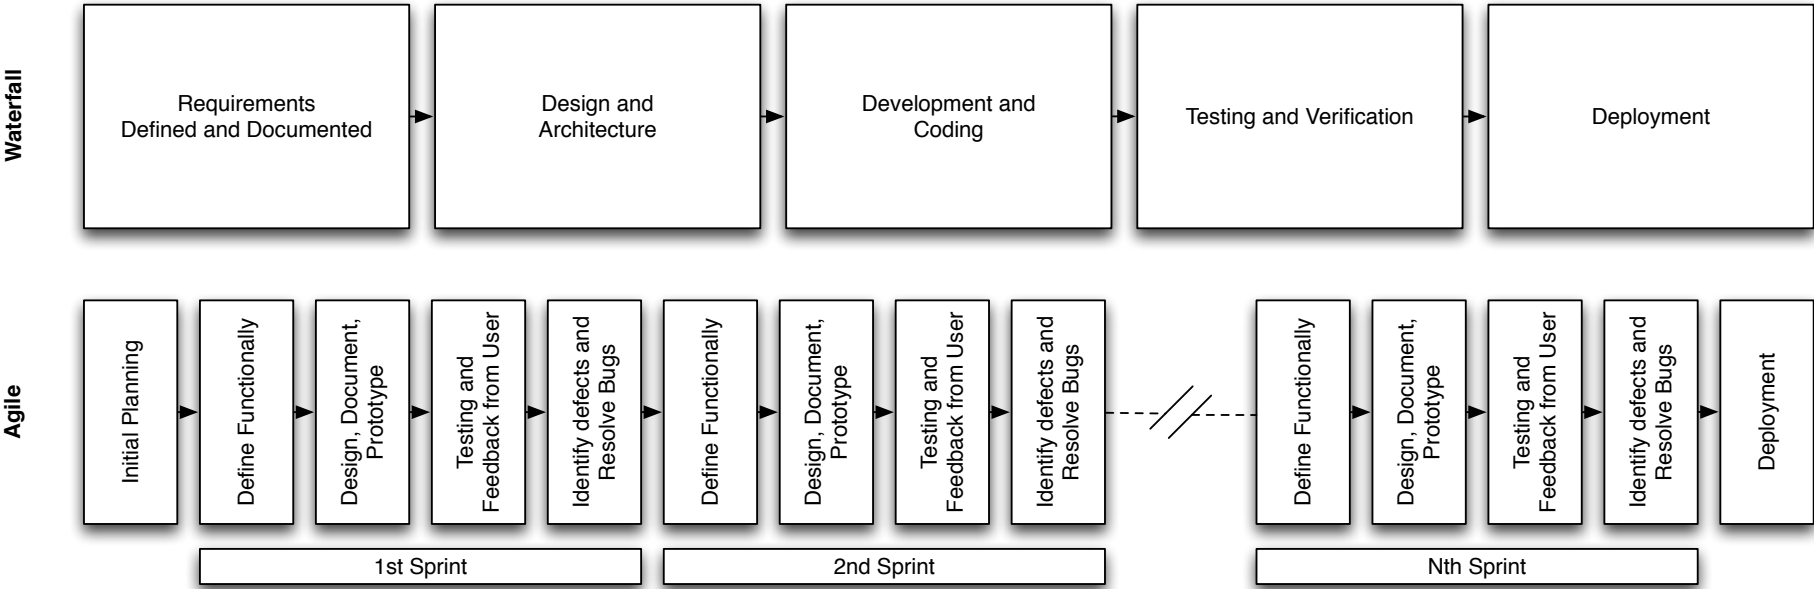 Waterfall
Requirements
Defined and Documented
Design and
Architecture
Development and
Coding
Testing and Verification
Deployment
Agile
Initial Planning
Define Functionally
Design, Document,
Prototype
Testing and
Feedback from User
Identify defects and
Resolve Bugs
Define Functionally
Design, Document,
Prototype
Testing and
Feedback from User
Identify defects and
Resolve Bugs
Define Functionally
Design, Document,
Prototype
Testing and
Feedback from User
Identify defects and
Resolve Bugs
Deployment
1st Sprint
2nd Sprint
Nth Sprint